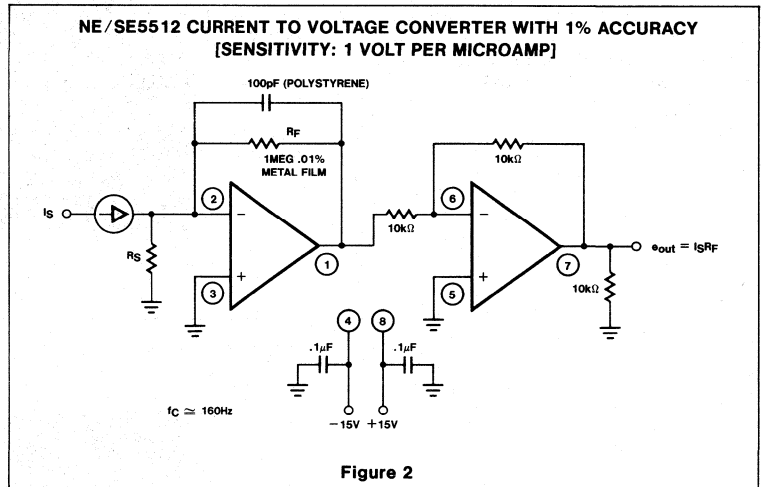 NE/SE5512 CURRENT TO VOLTAGE CONVERTER WITH 1% ACCURACY
[SENSITIVITY: 1 VOLT PER MICROAMP]
100pF (POLYSTYRENE)
RF
1MEG .01%
METAL FILM
10kΩ
2
6
IS
10kΩ
RS
1
7
eout = ISRF
3
5
10kΩ
4
8
.1μF
.1μF
fC ≃ 160Hz
−15V +15V
Figure 2